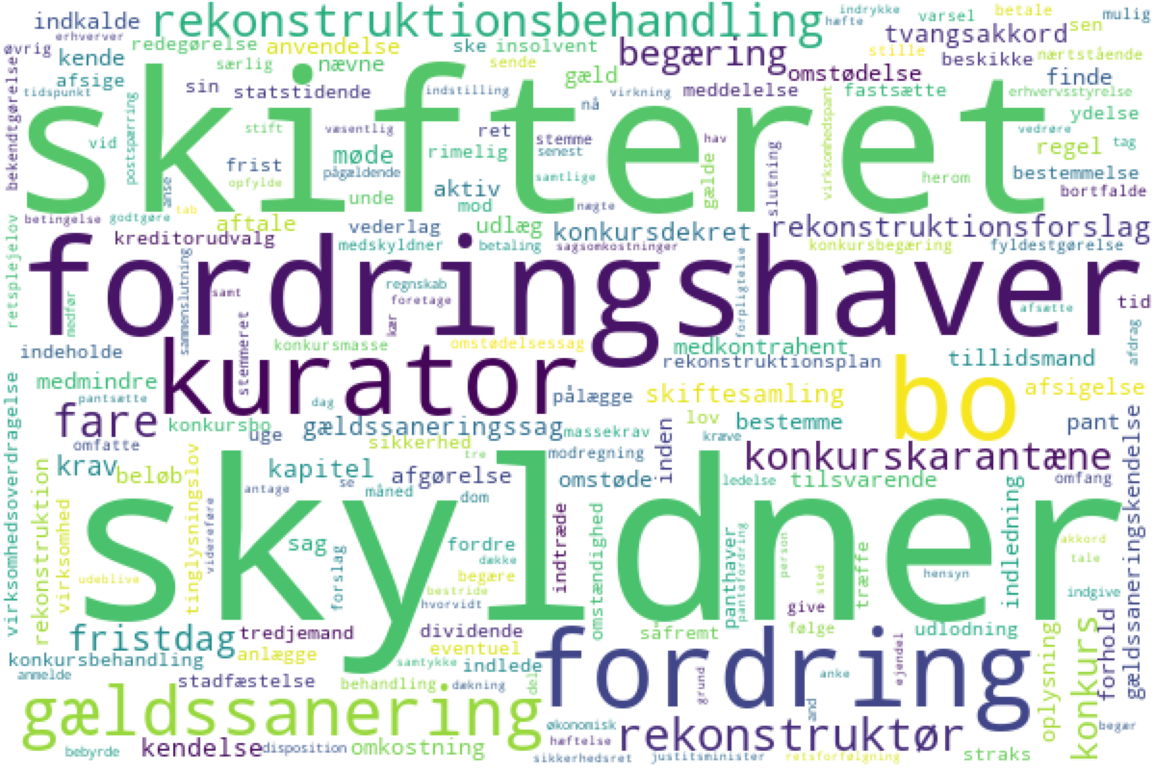 indkalde
rekonstruktionsbehandling
indrykke
hæfte
varsel
betale
sen
mulig
øvrig
erhverver
redegørelse
anvendelse
ske
insolvent
begæring
tvangsakkord
stille
beskikke
nærtstående
kende
afsige
særlig
nævne
sende
gæld
omstødelse
finde
tidspunkt
sin
statstidende
indstilling
nå
virkning
meddelelse
fastsætte
erhvervsstyrelse
ydelse
bekendtgørelse
skifteret
vid
postspærring
stift
væsentlig
ret
stemme
hav
virksomhedspant
vedrøre
tag
frist
møde
pågældende
rimelig
senest
slutning
regel
anse
opfylde
unde
aktiv
samtlige
gælde
herom
bestemmelse
mod
nægte
bortfalde
betingelse
godtgøre
tab
aftale
vederlag
udlæg
konkursdekret
rekonstruktionsforslag
retsplejelov
kreditorudvalg
medskyldner
betaling
sagsomkostninger
konkursbegæring
fyldestgørelse
fordringshaver
medfør
sammenslutning
samt
regnskab
foretage
forpligtelse
afsætte
tid
kær
stemmeret
konkursmasse
omstødelsessag
medkontrahent
afdrag
indeholde
kurator
rekonstruktionsplan
tillidsmand
medmindre
pantsætte
pålægge
skiftesamling
bo
afsigelse
fare
konkursbo
dag
uge
gældssaneringssag
massekrav
lov
bestemme
pant
omfatte
sikkerhed
modregning
inden
kræve
konkurskarantæne
krav
beløb
tre
kapitel
se
afgørelse
omstøde
ledelse
tilsvarende
omfang
virksomhedsoverdragelse
rekonstruktion
virksomhed
tinglysningslov
videreføre
antage
måned
dom
skyldner
sag
forslag
fordre
dække
indtræde
omstændighed
panthaver
pantefordring
person
sted
træffe
hensyn
indledning
akkord
tale
gældssaneringskendelse
udeblive
bestride
begære
hvorvidt
give
indgive
fristdag
tredjemand
dividende
såfremt
følge
udlodning
konkursbehandling
anlægge
eventuel
fordring
oplysning
konkurs
forhold
anmelde
stadfæstelse
samtykke
indlede
grund
anke
ejendel
behandling
dækning
del
gældssanering
økonomisk
and
begær
bebyrde
kendelse
disposition
omkostning
hæftelse
rekonstruktør
straks
sikkerhedsret
justitsminister
retsforfølgning